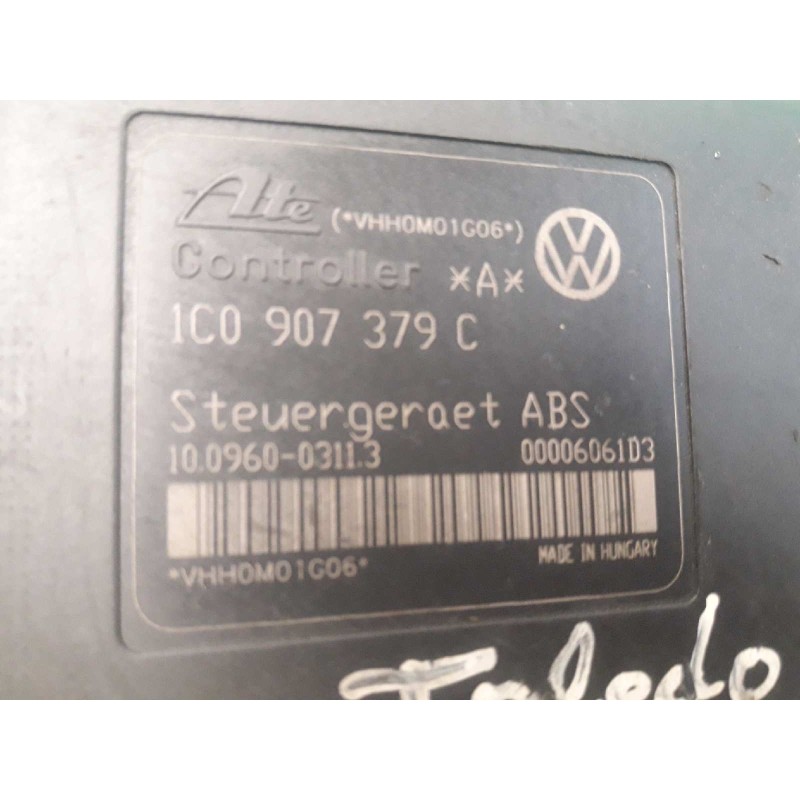 Ate (*VHH0M01G06*)
Controller *A*
1C0 907 379 C
Steuergeraet ABS
10.0960-0311.3 00006061D3
*VHH0M01G06* MADE IN HUNGARY
Toledo